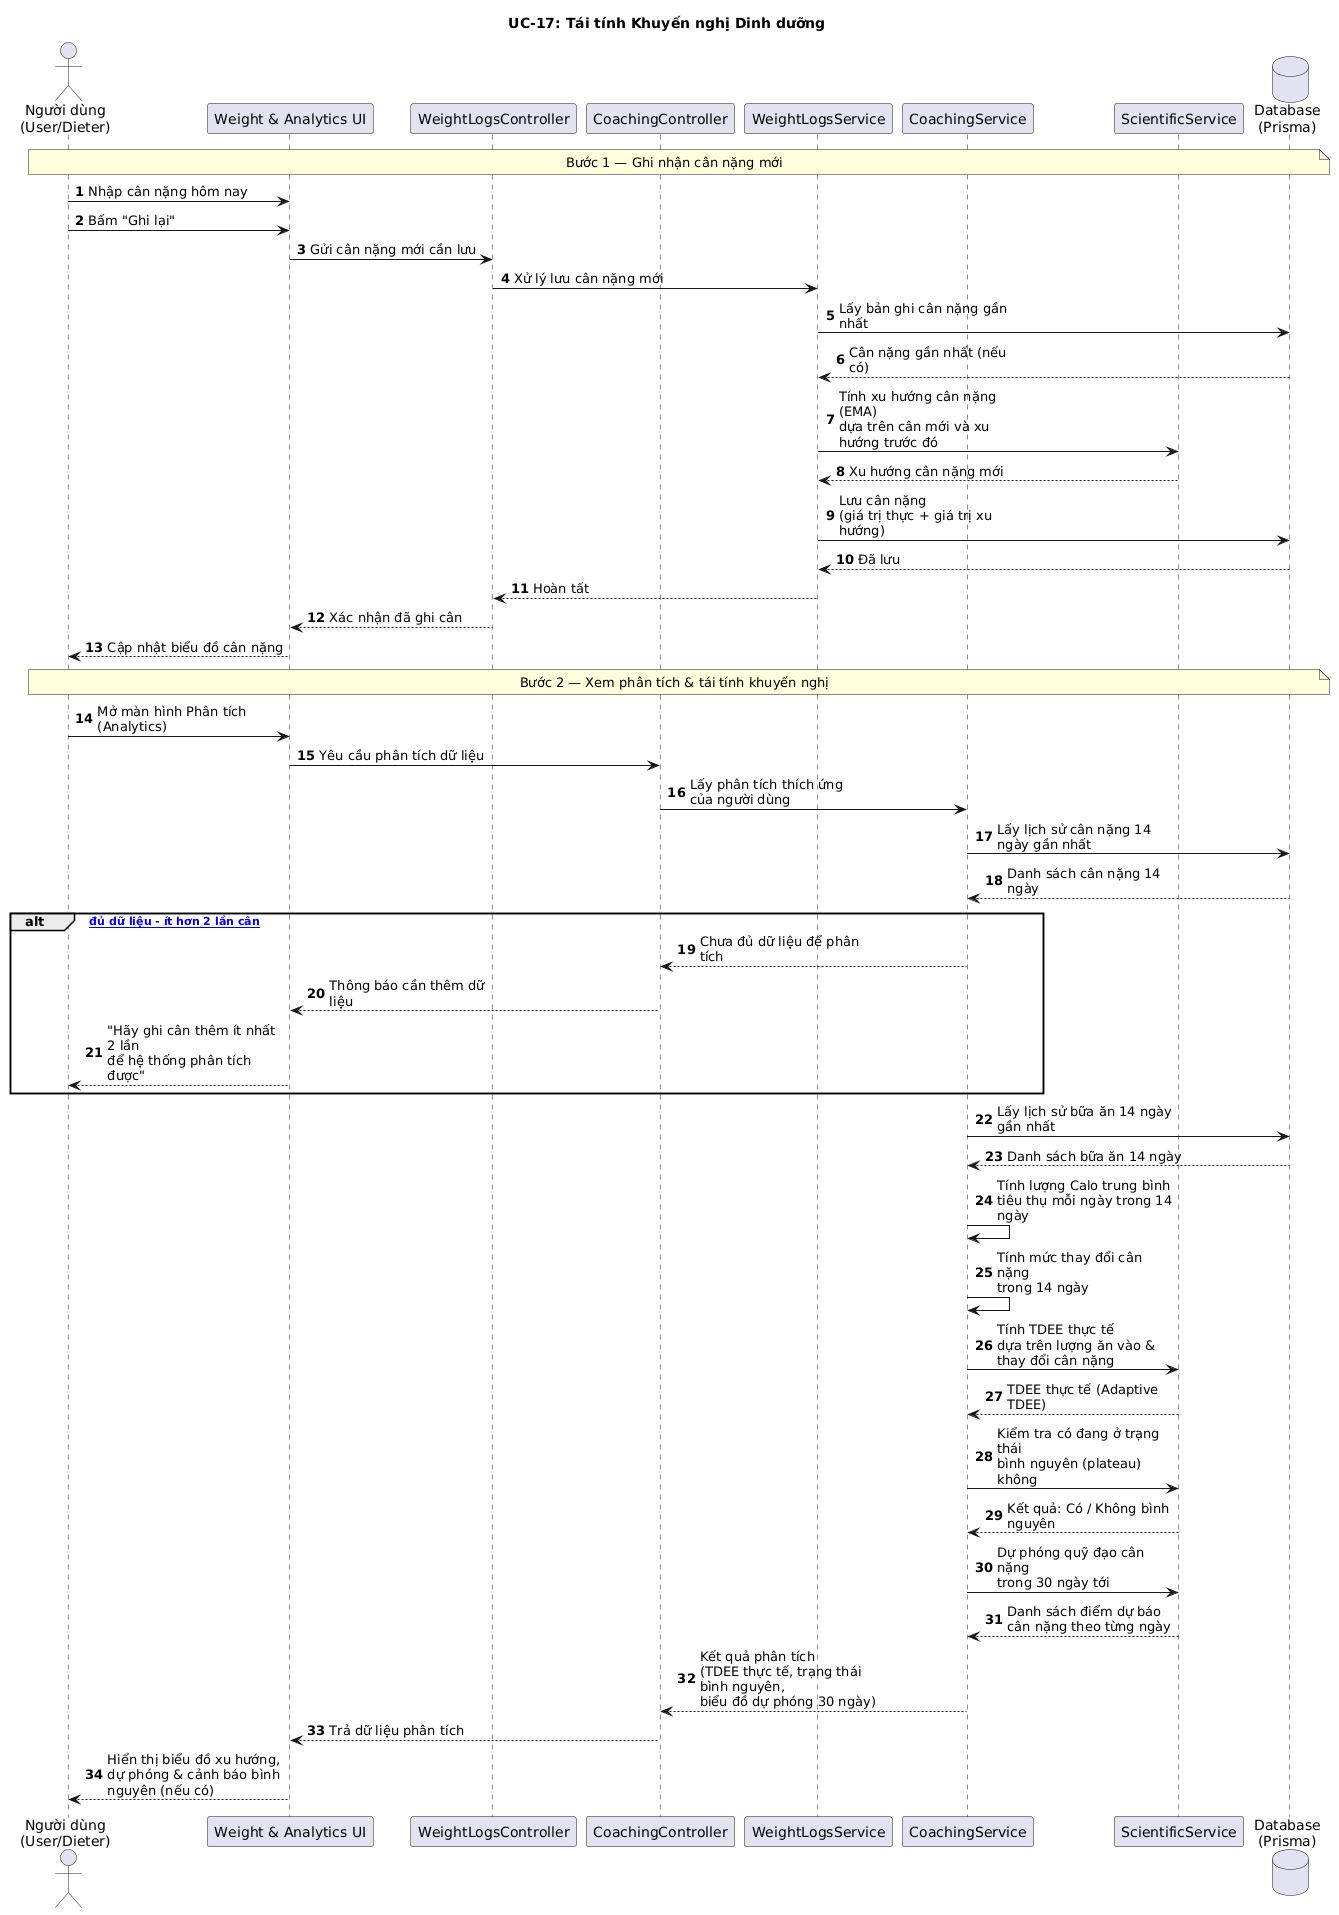 UC-17: Tái tính Khuyến nghị Dinh dưỡng
Người dùng
(User/Dieter)
Weight & Analytics UI
WeightLogsController
CoachingController
WeightLogsService
CoachingService
ScientificService
Database
(Prisma)
Bước 1 — Ghi nhận cân nặng mới
1 Nhập cân nặng hôm nay
2 Bấm "Ghi lại"
3 Gửi cân nặng mới cần lưu
4 Xử lý lưu cân nặng mới
5 Lấy bản ghi cân nặng gần
nhất
6 Cân nặng gần nhất (nếu
có)
7 Tính xu hướng cân nặng
(EMA)
dựa trên cân mới và xu
hướng trước đó
8 Xu hướng cân nặng mới
9 Lưu cân nặng
(giá trị thực + giá trị xu
hướng)
10 Đã lưu
11 Hoàn tất
12 Xác nhận đã ghi cân
13 Cập nhật biểu đồ cân nặng
Bước 2 — Xem phân tích & tái tính khuyến nghị
14 Mở màn hình Phân tích
(Analytics)
15 Yêu cầu phân tích dữ liệu
16 Lấy phân tích thích ứng
của người dùng
17 Lấy lịch sử cân nặng 14
ngày gần nhất
18 Danh sách cân nặng 14
ngày
alt đủ dữ liệu - ít hơn 2 lần cân
19 Chưa đủ dữ liệu để phân
tích
20 Thông báo cần thêm dữ
liệu
21 "Hãy ghi cân thêm ít nhất
2 lần
để hệ thống phân tích
được"
22 Lấy lịch sử bữa ăn 14 ngày
gần nhất
23 Danh sách bữa ăn 14 ngày
24 Tính lượng Calo trung bình
tiêu thụ mỗi ngày trong 14
ngày
25 Tính mức thay đổi cân
nặng
trong 14 ngày
26 Tính TDEE thực tế
dựa trên lượng ăn vào &
thay đổi cân nặng
27 TDEE thực tế (Adaptive
TDEE)
28 Kiểm tra có đang ở trạng
thái
bình nguyên (plateau)
không
29 Kết quả: Có / Không bình
nguyên
30 Dự phóng quỹ đạo cân
nặng
trong 30 ngày tới
31 Danh sách điểm dự báo
cân nặng theo từng ngày
32 Kết quả phân tích
(TDEE thực tế, trạng thái
bình nguyên,
biểu đồ dự phóng 30 ngày)
33 Trả dữ liệu phân tích
34 Hiển thị biểu đồ xu hướng,
dự phóng & cảnh báo bình
nguyên (nếu có)
Người dùng
(User/Dieter)
Weight & Analytics UI
WeightLogsController
CoachingController
WeightLogsService
CoachingService
ScientificService
Database
(Prisma)